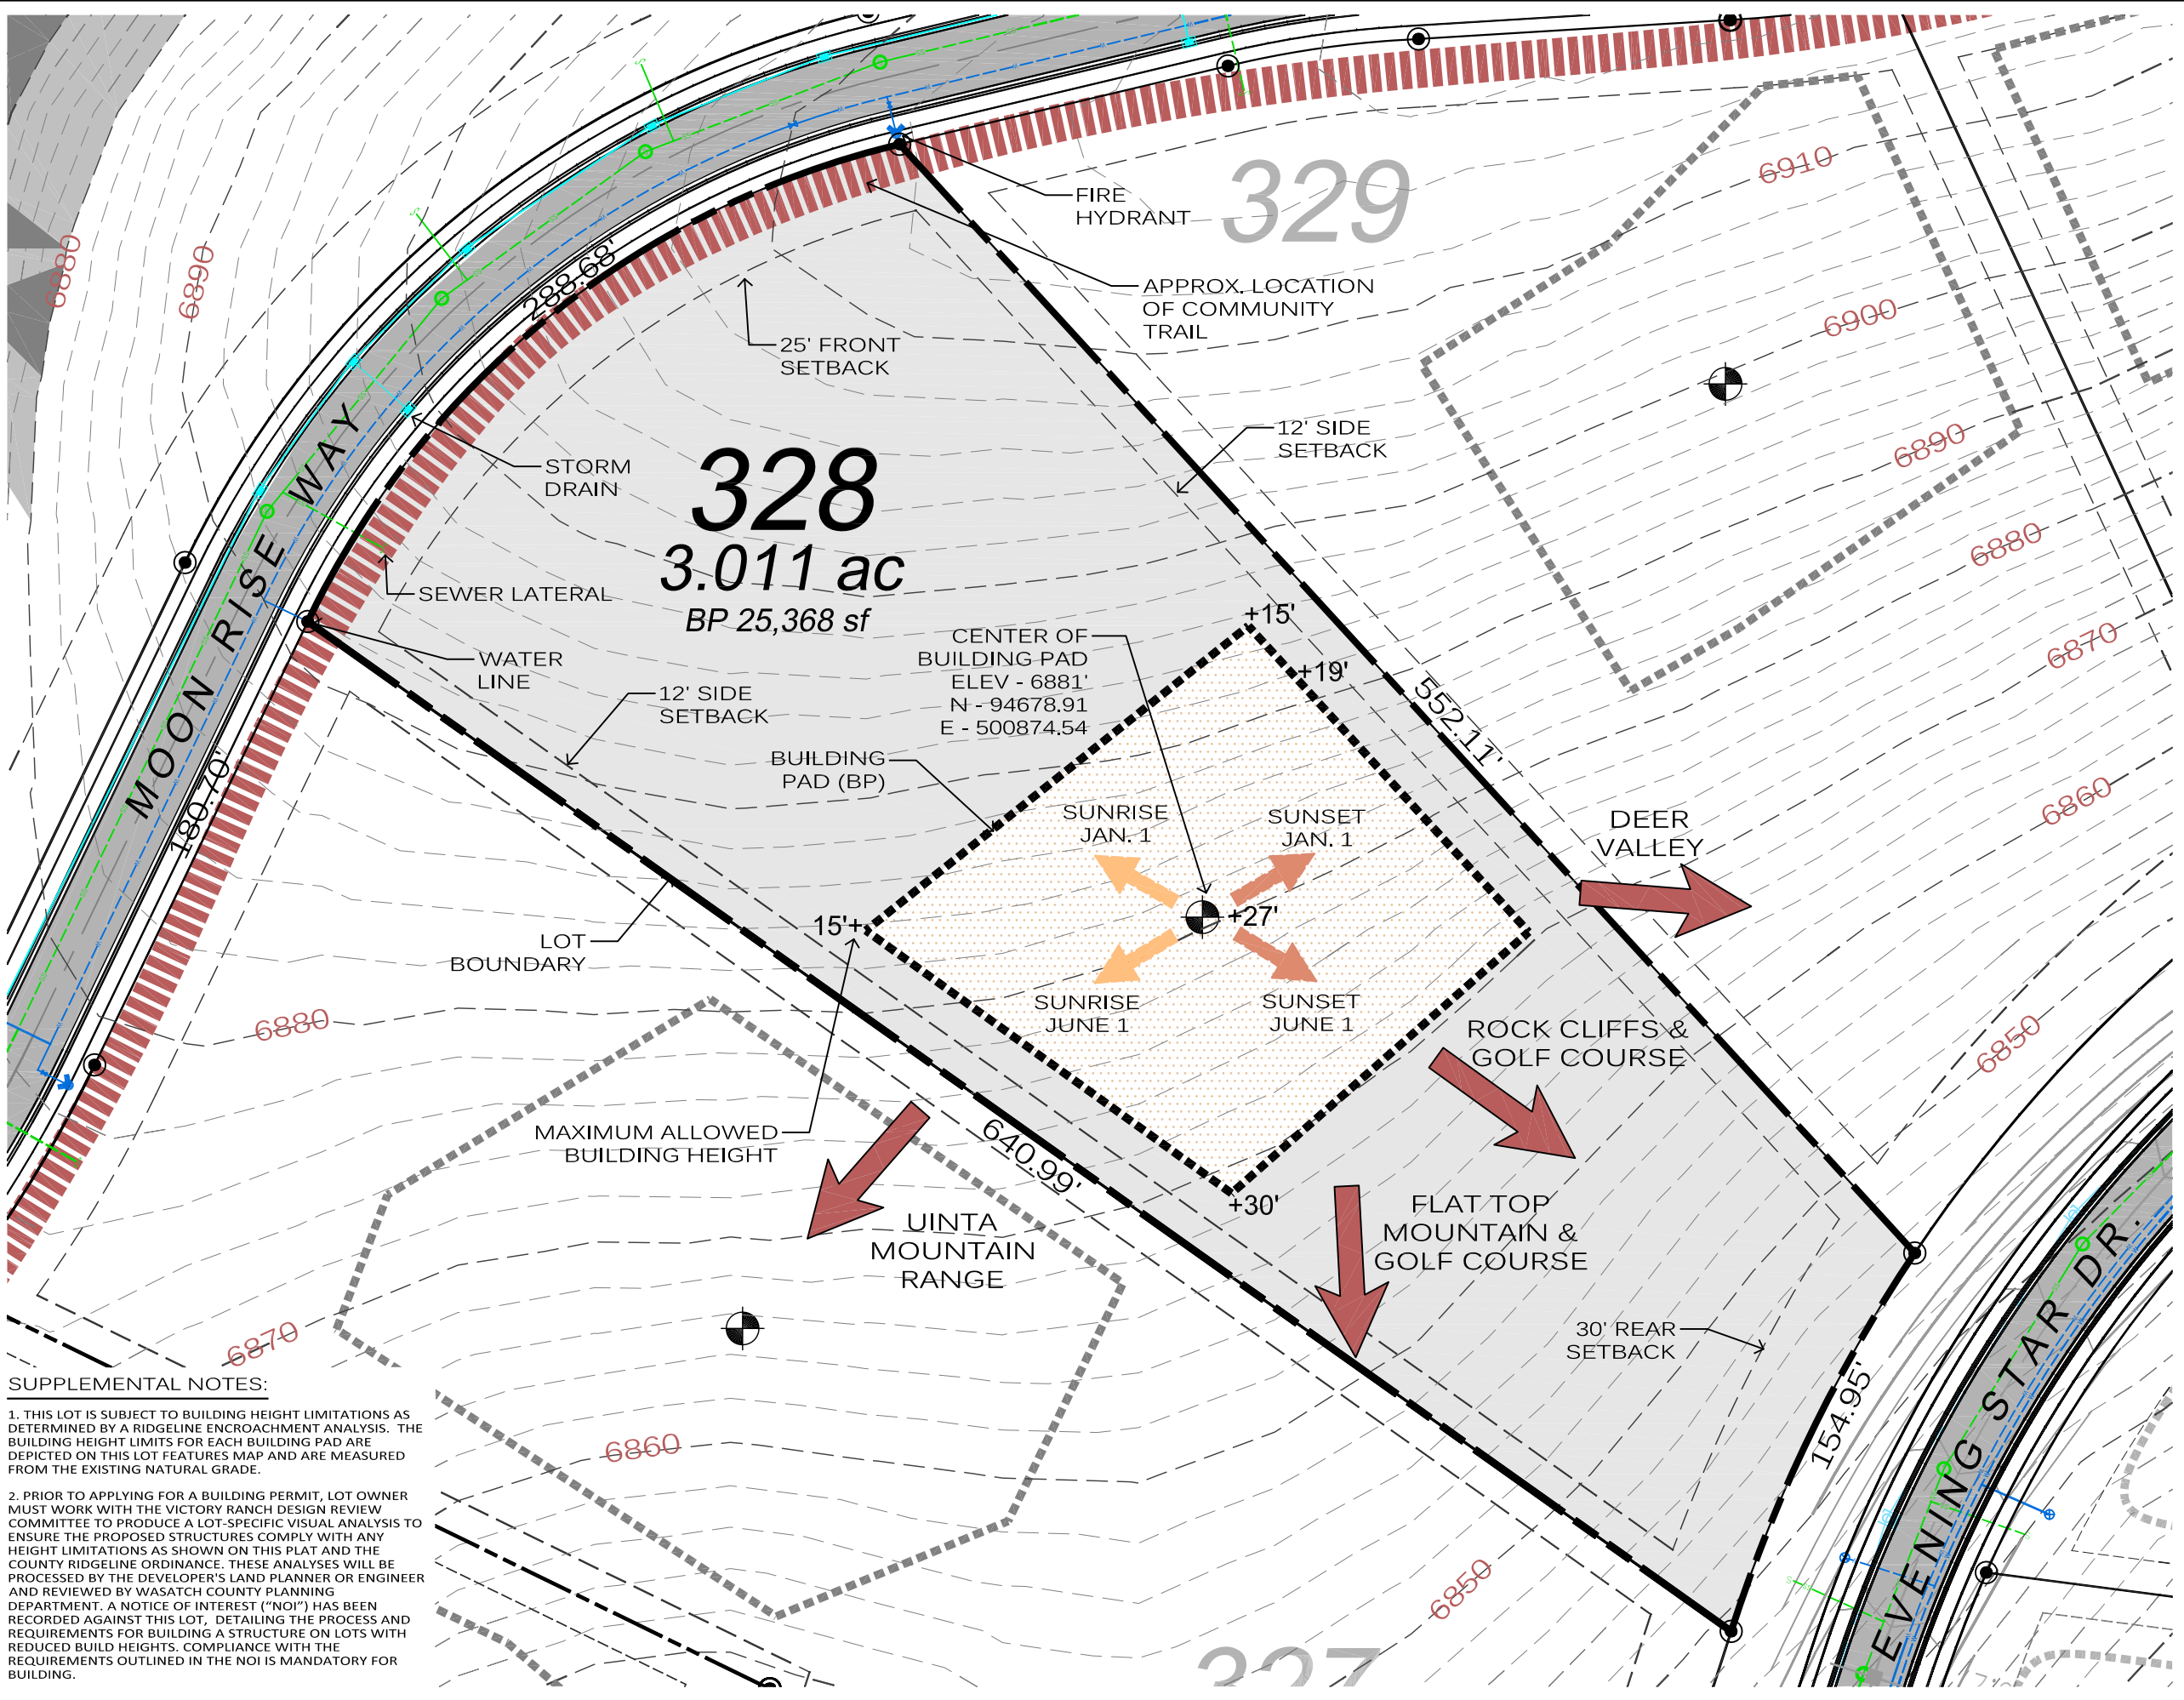 329
6910
6900
6890
6880
6870
6860
6850
6880
6890
FIRE
HYDRANT
APPROX. LOCATION
OF COMMUNITY
TRAIL
288.68'
25' FRONT
SETBACK
12' SIDE
SETBACK
STORM
DRAIN
328
3.011 ac
BP 25,368 sf
SEWER LATERAL
MOON RISE WAY
180.70'
WATER
LINE
12' SIDE
SETBACK
CENTER OF
BUILDING PAD
ELEV - 6881'
N - 94678.91
E - 500874.54
+15'
+19'
552.11'
BUILDING
PAD (BP)
SUNRISE
JAN. 1
SUNSET
JAN. 1
DEER
VALLEY
15'+
+27'
LOT
BOUNDARY
SUNRISE
JUNE 1
SUNSET
JUNE 1
ROCK CLIFFS &
GOLF COURSE
6880
MAXIMUM ALLOWED
BUILDING HEIGHT
640.99'
+30'
UINTA
MOUNTAIN
RANGE
FLAT TOP
MOUNTAIN &
GOLF COURSE
30' REAR
SETBACK
154.95'
EVENING STAR DR.
6870
6860
6850
327
SUPPLEMENTAL NOTES:
1. THIS LOT IS SUBJECT TO BUILDING HEIGHT LIMITATIONS AS
DETERMINED BY A RIDGELINE ENCROACHMENT ANALYSIS. THE
BUILDING HEIGHT LIMITS FOR EACH BUILDING PAD ARE
DEPICTED ON THIS LOT FEATURES MAP AND ARE MEASURED
FROM THE EXISTING NATURAL GRADE.
2. PRIOR TO APPLYING FOR A BUILDING PERMIT, LOT OWNER
MUST WORK WITH THE VICTORY RANCH DESIGN REVIEW
COMMITTEE TO PRODUCE A LOT-SPECIFIC VISUAL ANALYSIS TO
ENSURE THE PROPOSED STRUCTURES COMPLY WITH ANY
HEIGHT LIMITATIONS AS SHOWN ON THIS PLAT AND THE
COUNTY RIDGELINE ORDINANCE. THESE ANALYSES WILL BE
PROCESSED BY THE DEVELOPER'S LAND PLANNER OR ENGINEER
AND REVIEWED BY WASATCH COUNTY PLANNING
DEPARTMENT. A NOTICE OF INTEREST (“NOI”) HAS BEEN
RECORDED AGAINST THIS LOT, DETAILING THE PROCESS AND
REQUIREMENTS FOR BUILDING A STRUCTURE ON LOTS WITH
REDUCED BUILD HEIGHTS. COMPLIANCE WITH THE
REQUIREMENTS OUTLINED IN THE NOI IS MANDATORY FOR
BUILDING.